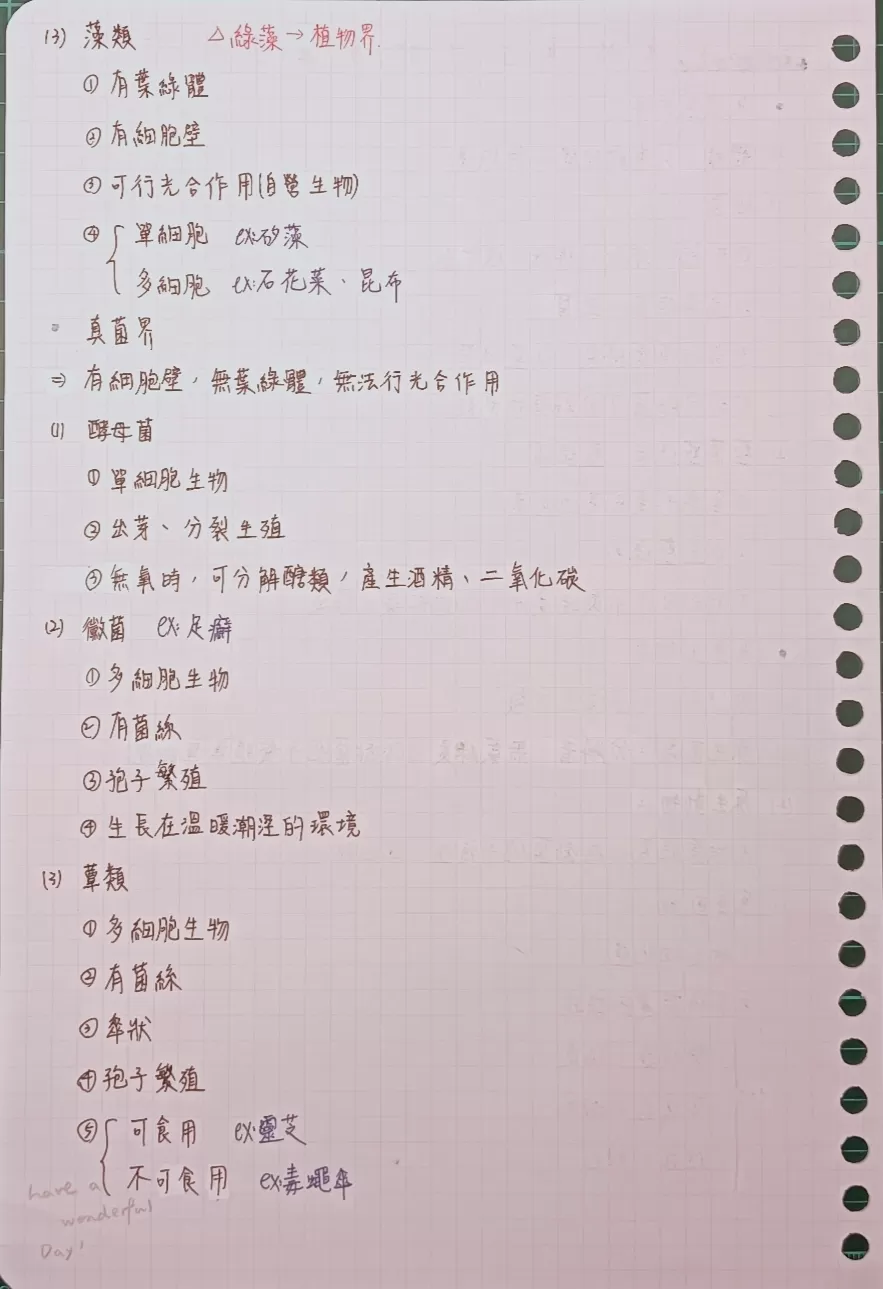 (3) 藻類 △綠藻→植物界.
① 有葉綠體
② 有細胞壁
③ 可行光合作用(自營生物)
④ { 單細胞 ex:矽藻
多細胞 ex:石花菜、昆布
▫ 真菌界
⇒ 有細胞壁,無葉綠體,無法行光合作用
(1) 酵母菌
① 單細胞生物
② 出芽、分裂生殖
③ 無氧時,可分解醣類,產生酒精、二氧化碳
(2) 黴菌 ex:足癬
① 多細胞生物
② 有菌絲
③ 孢子繁殖
④ 生長在溫暖潮溼的環境
(3) 蕈類
① 多細胞生物
② 有菌絲
③ 傘狀
④ 孢子繁殖
⑤ { 可食用 ex:靈芝
不可食用 ex:毒蠅傘
have a
wonderful
Day!